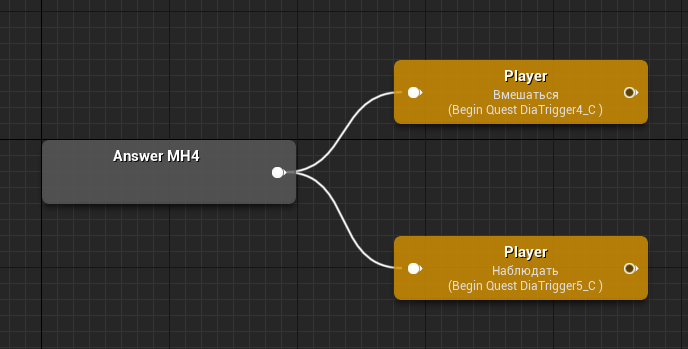 Player
Вмешаться
(Begin Quest DiaTrigger4_C )
Answer MH4
Player
Наблюдать
(Begin Quest DiaTrigger5_C )